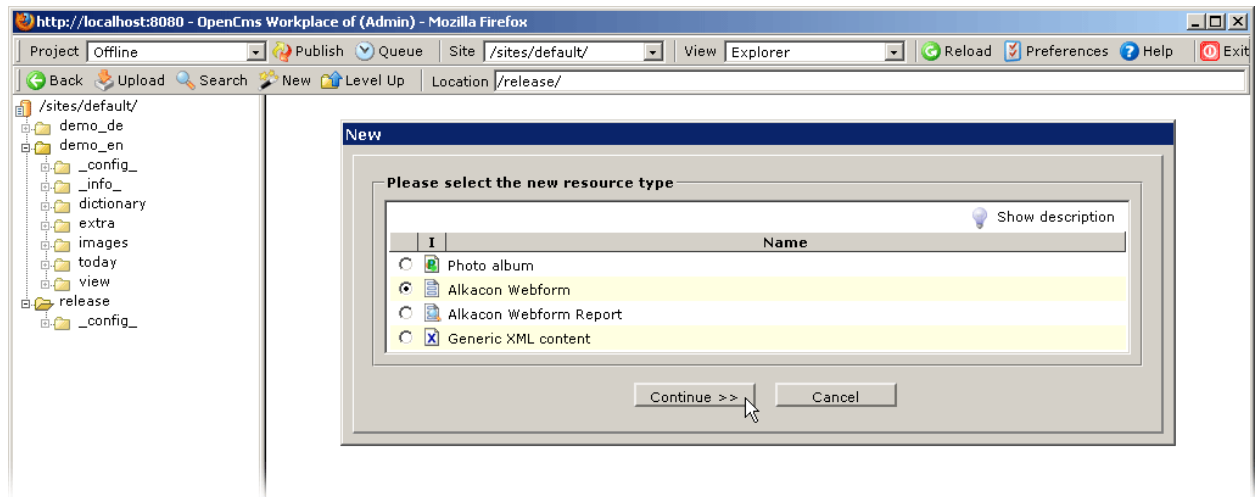 http://localhost:8080 - OpenCms Workplace of (Admin) - Mozilla Firefox
Project Offline Publish Queue Site /sites/default/ View Explorer Reload Preferences Help Exit
Back Upload Search New Level Up Location /release/
/sites/default/
demo_de
demo_en
_config_
_info_
dictionary
extra
images
today
view
release
_config_
New
Please select the new resource type
Show description
I Name
Photo album
Alkacon Webform
Alkacon Webform Report
Generic XML content
Continue >> Cancel